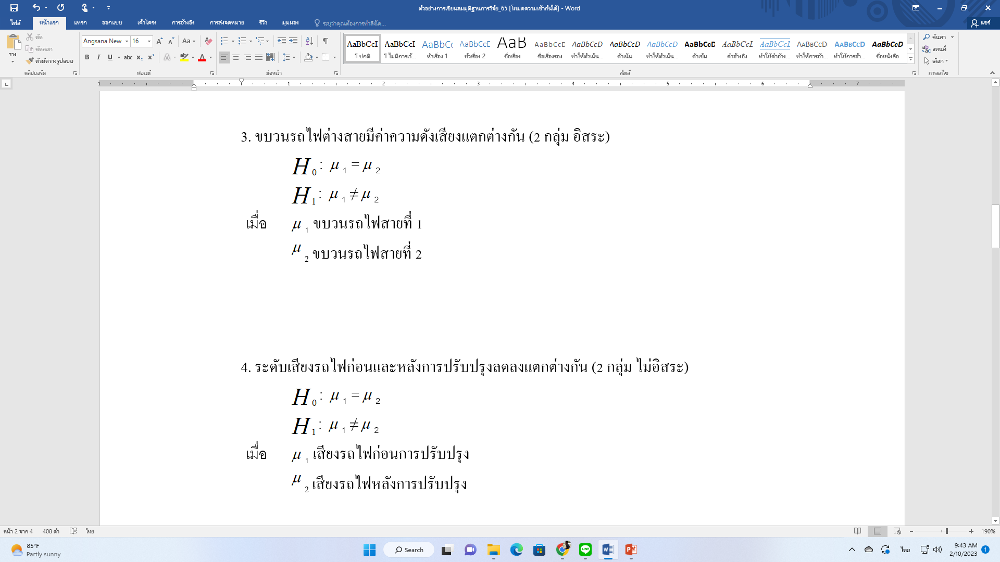 ตัวอย่างการเขียนสมมุติฐานการวิจัย_65 [โหมดความเข้ากันได้] - Word
ไฟล์ หน้าแรก แทรก ออกแบบ เค้าโครง การอ้างอิง การส่งจดหมาย รีวิว มุมมอง ระบุว่าคุณต้องการทำสิ่งใด... แชร์
วาง
ตัด
คัดลอก
ตัวคัดวางรูปแบบ
คลิปบอร์ด
Angsana New 16
ฟอนต์
ย่อหน้า
AaBbCcI AaBbCcI AaBbCc AaBbCcD AaB AaBbCcD AaBbCcD AaBbCcD AaBbCcD AaBbCcD AaBbCcI AaBbCcI AaBbCcD AaBbCcD AaBbCcD
¶ ปกติ ¶ ไม่มีการเว้... หัวเรื่อง 1 หัวเรื่อง 2 ชื่อเรื่อง ชื่อเรื่องรอง ทำให้ตัวเน้น... ตัวเน้น ทำให้ตัวเน้น... ตัวเข้ม คำอ้างอิง ทำให้คำอ้าง... ทำให้การอ้า... ทำให้การอ้า... ชื่อหนังสือ
สไตล์
ค้นหา
แทนที่
เลือก
การแก้ไข
1 1 2 3 4 5 6 7
3. ขบวนรถไฟต่างสายมีค่าความดังเสียงแตกต่างกัน (2 กลุ่ม อิสระ)
H0 : μ1 = μ2
H1 : μ1 ≠ μ2
เมื่อ μ1 ขบวนรถไฟสายที่ 1
μ2 ขบวนรถไฟสายที่ 2
4. ระดับเสียงรถไฟก่อนและหลังการปรับปรุงลดลงแตกต่างกัน (2 กลุ่ม ไม่อิสระ)
H0 : μ1 = μ2
H1 : μ1 ≠ μ2
เมื่อ μ1 เสียงรถไฟก่อนการปรับปรุง
μ2 เสียงรถไฟหลังการปรับปรุง
หน้า 2 จาก 4 408 คำ ไทย 190%
85°F
Partly sunny
Search
ไทย
9:43 AM
2/10/2023
1